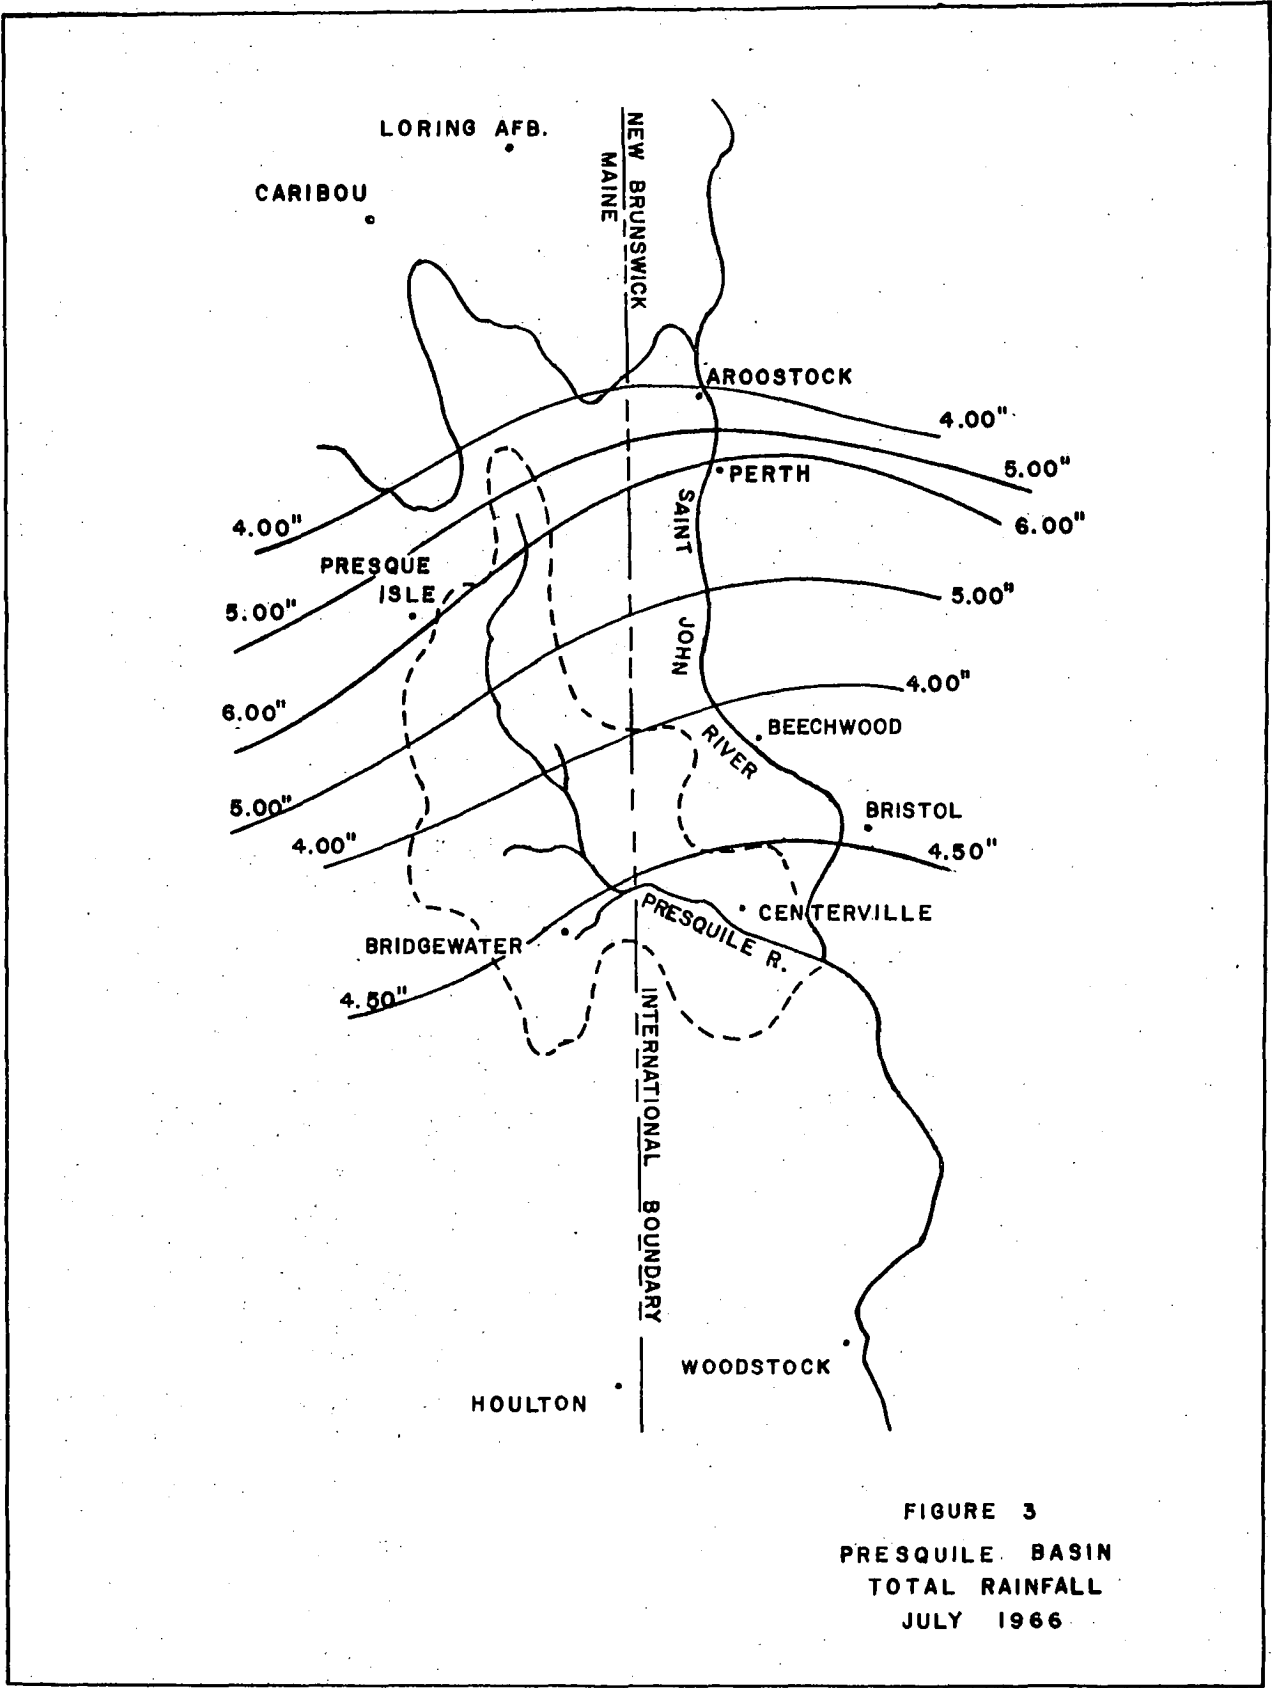 LORING AFB.
CARIBOU
NEW BRUNSWICK
MAINE
AROOSTOCK
4.00"
5.00"
PERTH
6.00"
4.00"
SAINT
PRESQUE
ISLE
5.00"
5.00"
JOHN
4.00"
6.00"
RIVER
BEECHWOOD
5.00"
BRISTOL
4.00"
4.50"
PRESQUILE R.
CENTERVILLE
BRIDGEWATER
4.50"
INTERNATIONAL BOUNDARY
WOODSTOCK
HOULTON
FIGURE 3
PRESQUILE BASIN
TOTAL RAINFALL
JULY 1966